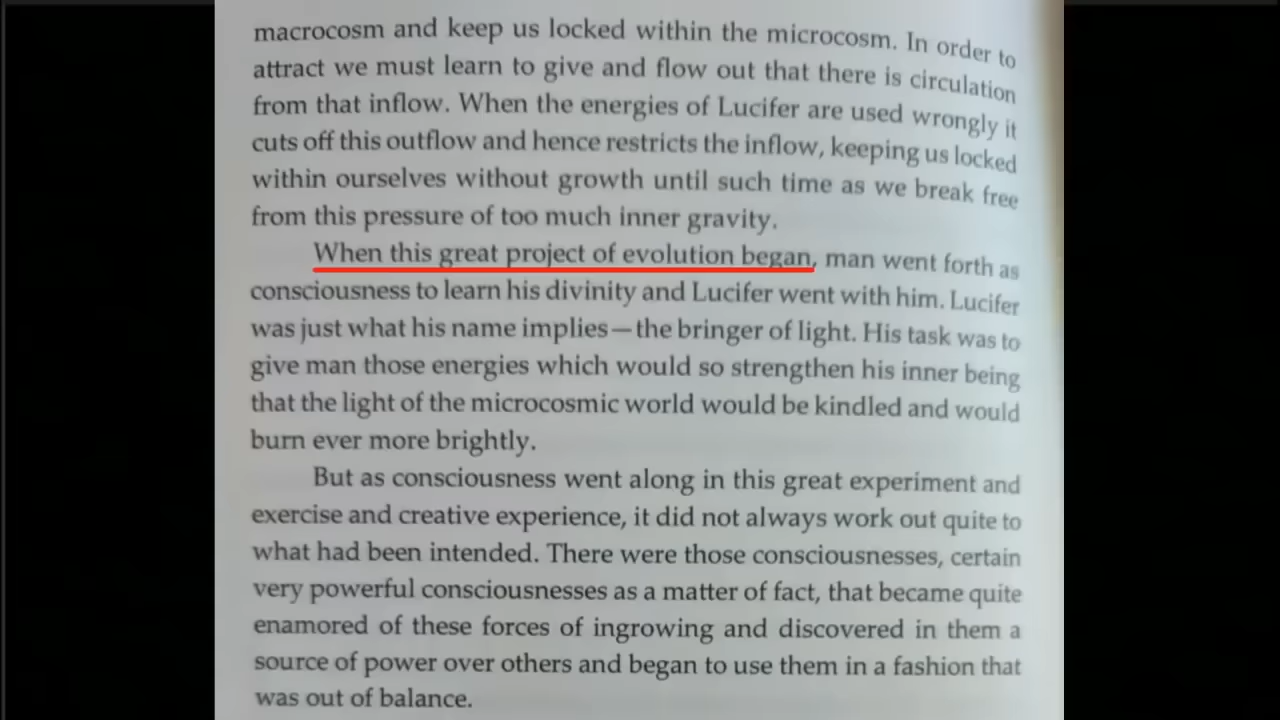 macrocosm and keep us locked within the microcosm. In order to
attract we must learn to give and flow out that there is circulation
from that inflow. When the energies of Lucifer are used wrongly it
cuts off this outflow and hence restricts the inflow, keeping us locked
within ourselves without growth until such time as we break free
from this pressure of too much inner gravity.
When this great project of evolution began, man went forth as
consciousness to learn his divinity and Lucifer went with him. Lucifer
was just what his name implies—the bringer of light. His task was to
give man those energies which would so strengthen his inner being
that the light of the microcosmic world would be kindled and would
burn ever more brightly.
But as consciousness went along in this great experiment and
exercise and creative experience, it did not always work out quite to
what had been intended. There were those consciousnesses, certain
very powerful consciousnesses as a matter of fact, that became quite
enamored of these forces of ingrowing and discovered in them a
source of power over others and began to use them in a fashion that
was out of balance.